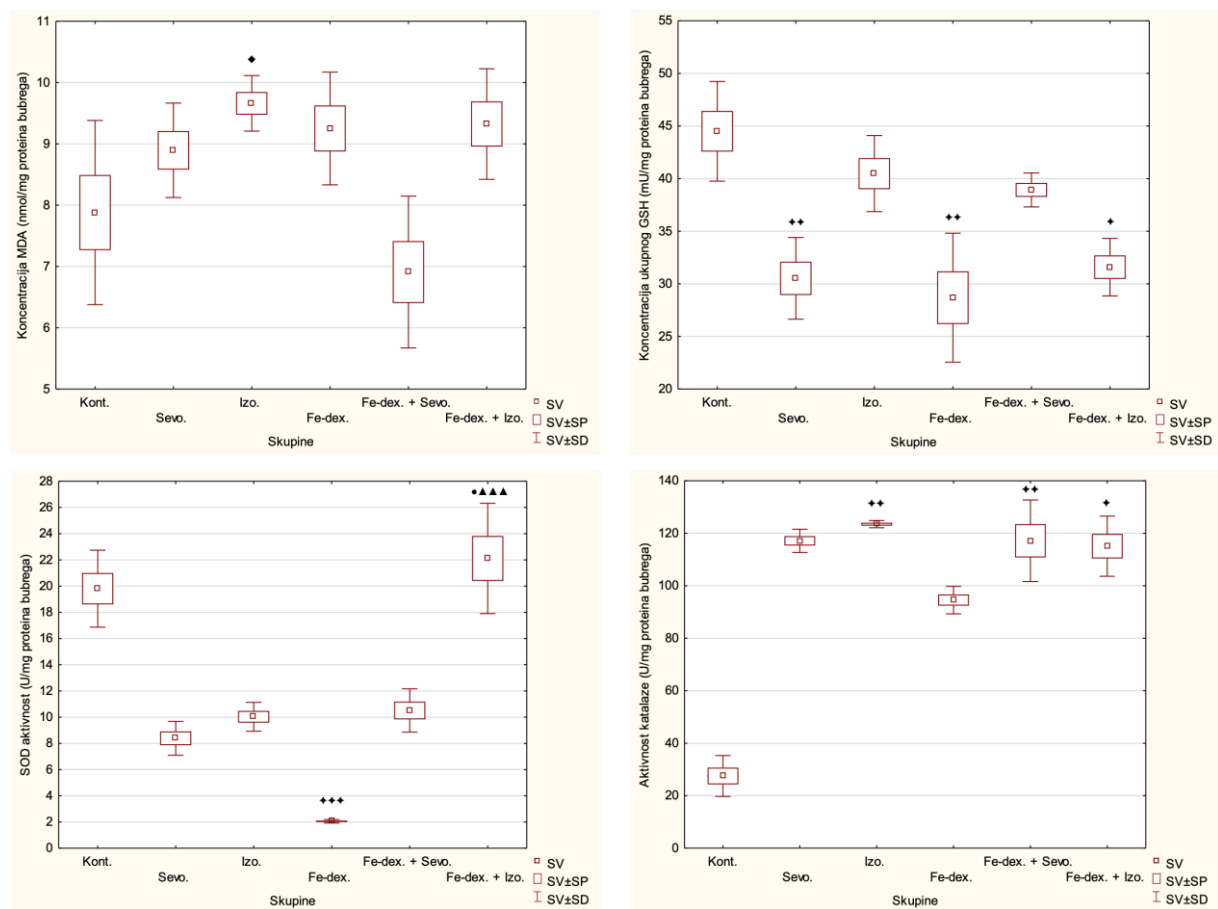 Koncentracija MDA (nmol/mg proteina bubrega)
11
10
9
8
7
6
5
Kont.
Izo.
Fe-dex. + Sevo.
Sevo.
Fe-dex.
Fe-dex. + Izo.
Skupine
SV
SV±SP
SV±SD
Koncentracija ukupnog GSH (mU/mg proteina bubrega)
55
50
45
40
35
30
25
20
Kont.
Izo.
Fe-dex. + Sevo.
Sevo.
Fe-dex.
Fe-dex. + Izo.
Skupine
SV
SV±SP
SV±SD
SOD aktivnost (U/mg proteina bubrega)
28
26
24
22
20
18
16
14
12
10
8
6
4
2
0
Kont.
Izo.
Fe-dex. + Sevo.
Sevo.
Fe-dex.
Fe-dex. + Izo.
Skupine
SV
SV±SP
SV±SD
Aktivnost katalaze (U/mg proteina bubrega)
140
120
100
80
60
40
20
0
Kont.
Izo.
Fe-dex. + Sevo.
Sevo.
Fe-dex.
Fe-dex. + Izo.
Skupine
SV
SV±SP
SV±SD